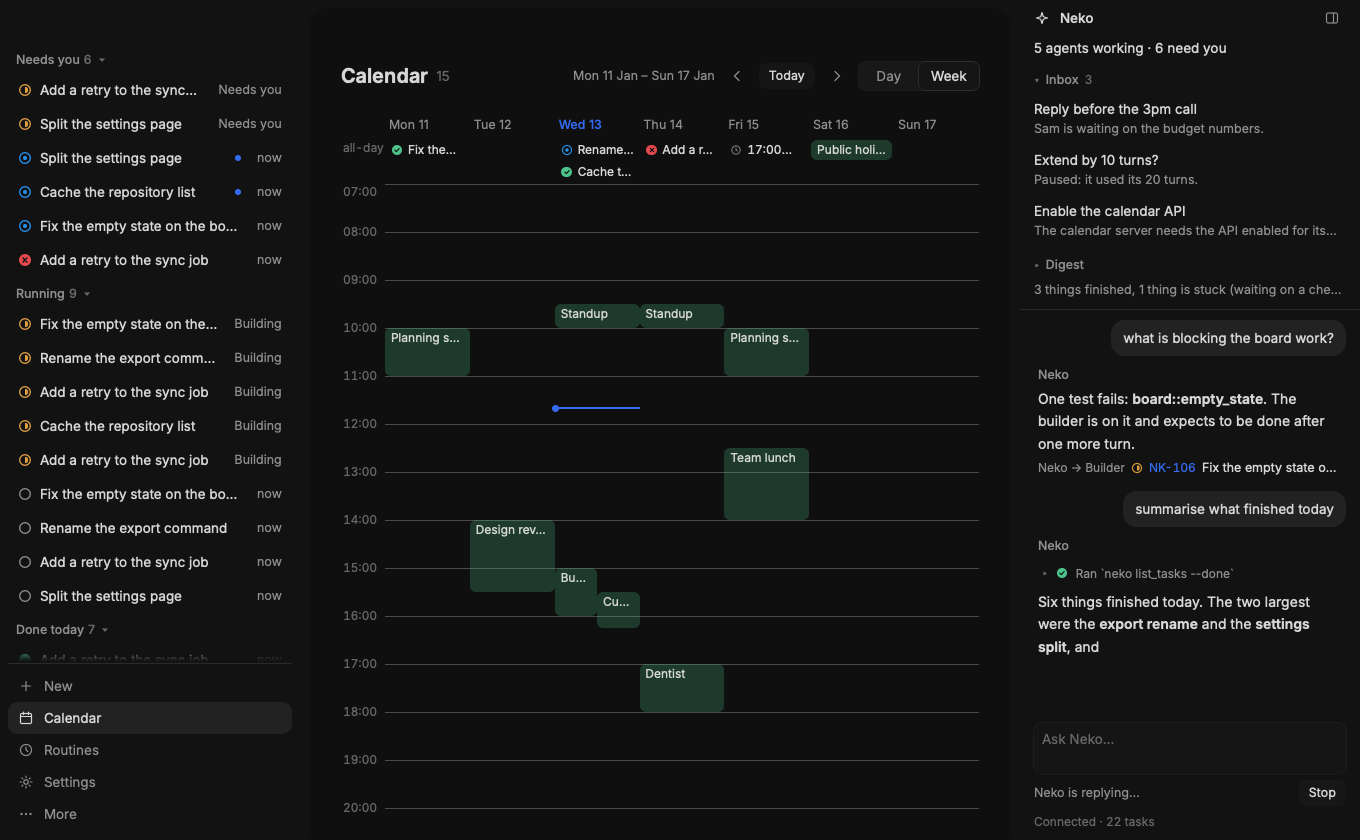 Needs you 6
Add a retry to the sync... Needs you
Split the settings page Needs you
Split the settings page now
Cache the repository list now
Fix the empty state on the bo... now
Add a retry to the sync job now
Running 9
Fix the empty state on the... Building
Rename the export comm... Building
Add a retry to the sync job Building
Cache the repository list Building
Add a retry to the sync job Building
Fix the empty state on the bo... now
Rename the export command now
Add a retry to the sync job now
Split the settings page now
Done today 7
Add a retry to the sync job now
New
Calendar
Routines
Settings
More
Calendar 15
Mon 11 Jan – Sun 17 Jan
Today
Day
Week
Mon 11 Tue 12 Wed 13 Thu 14 Fri 15 Sat 16 Sun 17
all-day Fix the... Rename... Add a r... 17:00... Public holi...
Cache t...
07:00
08:00
09:00
Standup Standup
10:00
Planning s... Planning s...
11:00
12:00
Team lunch
13:00
14:00
Design rev...
15:00
Bu...
Cu...
16:00
17:00
Dentist
18:00
19:00
20:00
Neko
5 agents working · 6 need you
Inbox 3
Reply before the 3pm call
Sam is waiting on the budget numbers.
Extend by 10 turns?
Paused: it used its 20 turns.
Enable the calendar API
The calendar server needs the API enabled for its...
Digest
3 things finished, 1 thing is stuck (waiting on a che...
what is blocking the board work?
Neko
One test fails: board::empty_state. The
builder is on it and expects to be done after
one more turn.
Neko → Builder NK-106 Fix the empty state o...
summarise what finished today
Neko
Ran `neko list_tasks --done`
Six things finished today. The two largest
were the export rename and the settings
split, and
Ask Neko...
Neko is replying...
Stop
Connected · 22 tasks